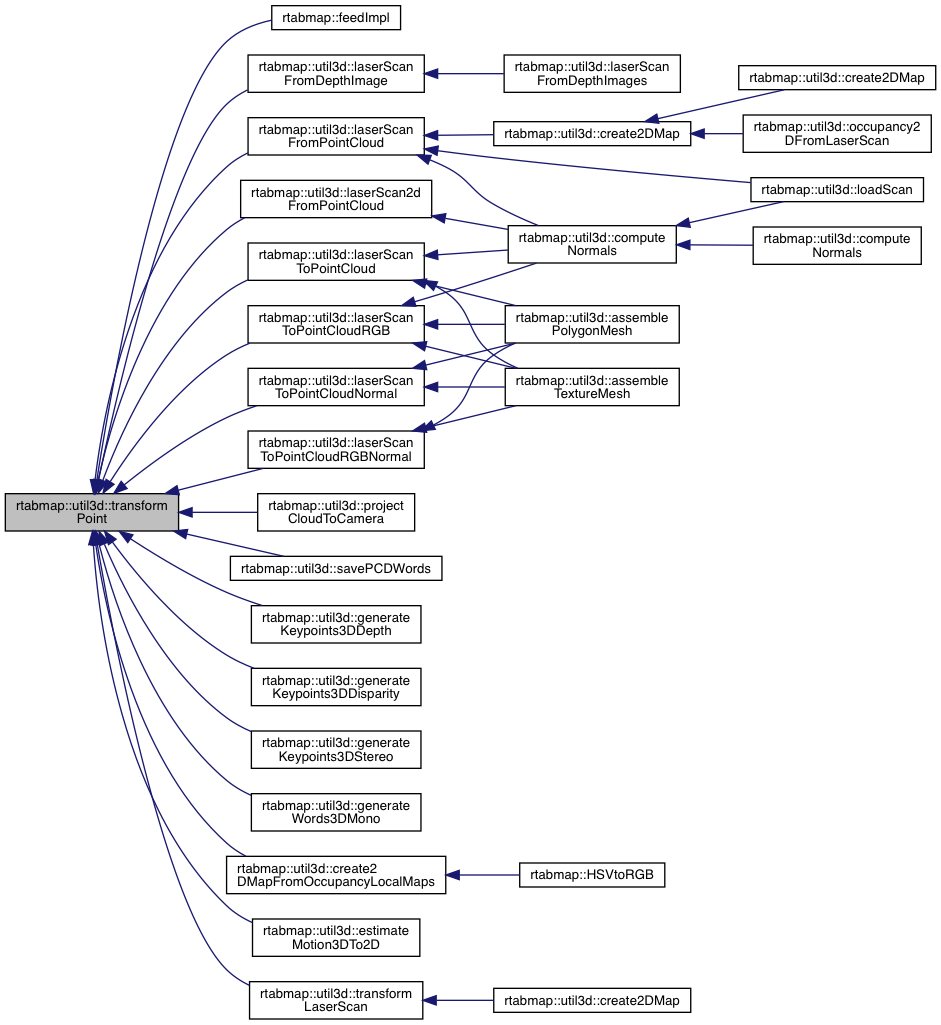 rtabmap::feedImpl
rtabmap::util3d::laserScan
FromDepthImage
rtabmap::util3d::laserScan
FromDepthImages
rtabmap::util3d::create2DMap
rtabmap::util3d::laserScan
FromPointCloud
rtabmap::util3d::create2DMap
rtabmap::util3d::occupancy2
DFromLaserScan
rtabmap::util3d::laserScan2d
FromPointCloud
rtabmap::util3d::loadScan
rtabmap::util3d::compute
Normals
rtabmap::util3d::compute
Normals
rtabmap::util3d::laserScan
ToPointCloud
rtabmap::util3d::laserScan
ToPointCloudRGB
rtabmap::util3d::assemble
PolygonMesh
rtabmap::util3d::laserScan
ToPointCloudNormal
rtabmap::util3d::assemble
TextureMesh
rtabmap::util3d::laserScan
ToPointCloudRGBNormal
rtabmap::util3d::transform
Point
rtabmap::util3d::project
CloudToCamera
rtabmap::util3d::savePCDWords
rtabmap::util3d::generate
Keypoints3DDepth
rtabmap::util3d::generate
Keypoints3DDisparity
rtabmap::util3d::generate
Keypoints3DStereo
rtabmap::util3d::generate
Words3DMono
rtabmap::util3d::create2
DMapFromOccupancyLocalMaps
rtabmap::HSVtoRGB
rtabmap::util3d::estimate
Motion3DTo2D
rtabmap::util3d::transform
LaserScan
rtabmap::util3d::create2DMap